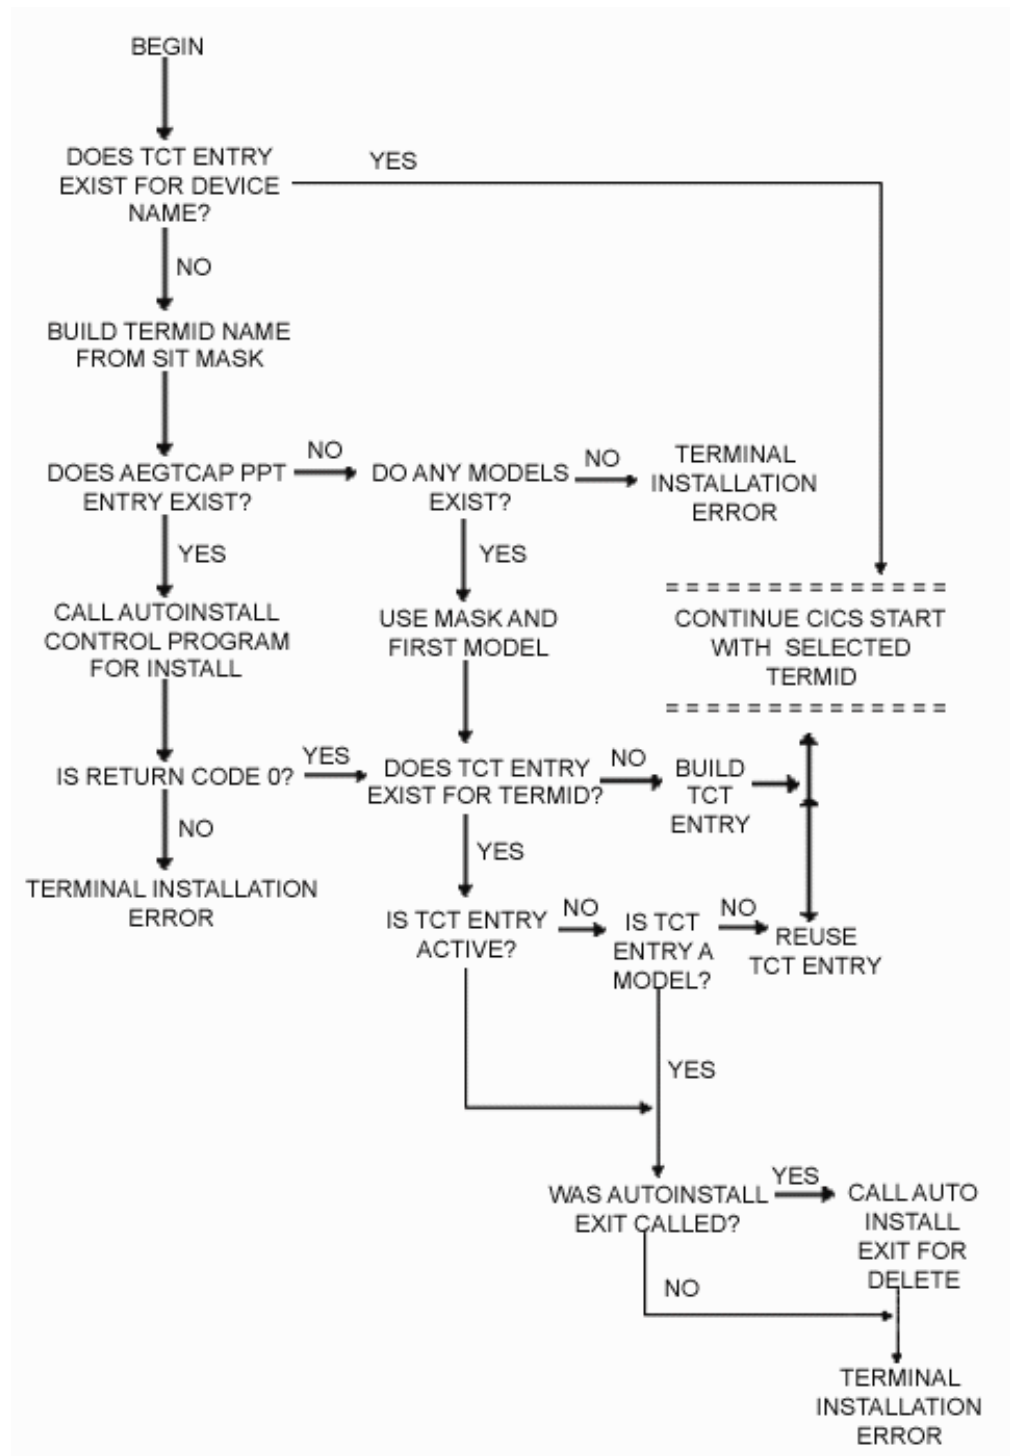 BEGIN
DOES TCT ENTRY
EXIST FOR DEVICE
NAME?
YES
NO
BUILD TERMID NAME
FROM SIT MASK
DOES AEGTCAP PPT
ENTRY EXIST?
NO
DO ANY MODELS
EXIST?
NO
TERMINAL
INSTALLATION
ERROR
YES
YES
CALL AUTOINSTALL
CONTROL PROGRAM
FOR INSTALL
USE MASK AND
FIRST MODEL
= = = = = = = = = = = = = =
CONTINUE CICS START
WITH SELECTED
TERMID
= = = = = = = = = = = = = =
IS RETURN CODE 0?
YES
DOES TCT ENTRY
EXIST FOR TERMID?
NO
BUILD
TCT
ENTRY
NO
TERMINAL INSTALLATION
ERROR
YES
IS TCT ENTRY
ACTIVE?
NO
IS TCT
ENTRY A
MODEL?
NO
REUSE
TCT ENTRY
YES
WAS AUTOINSTALL
EXIT CALLED?
YES
CALL AUTO
INSTALL
EXIT FOR
DELETE
NO
TERMINAL
INSTALLATION
ERROR